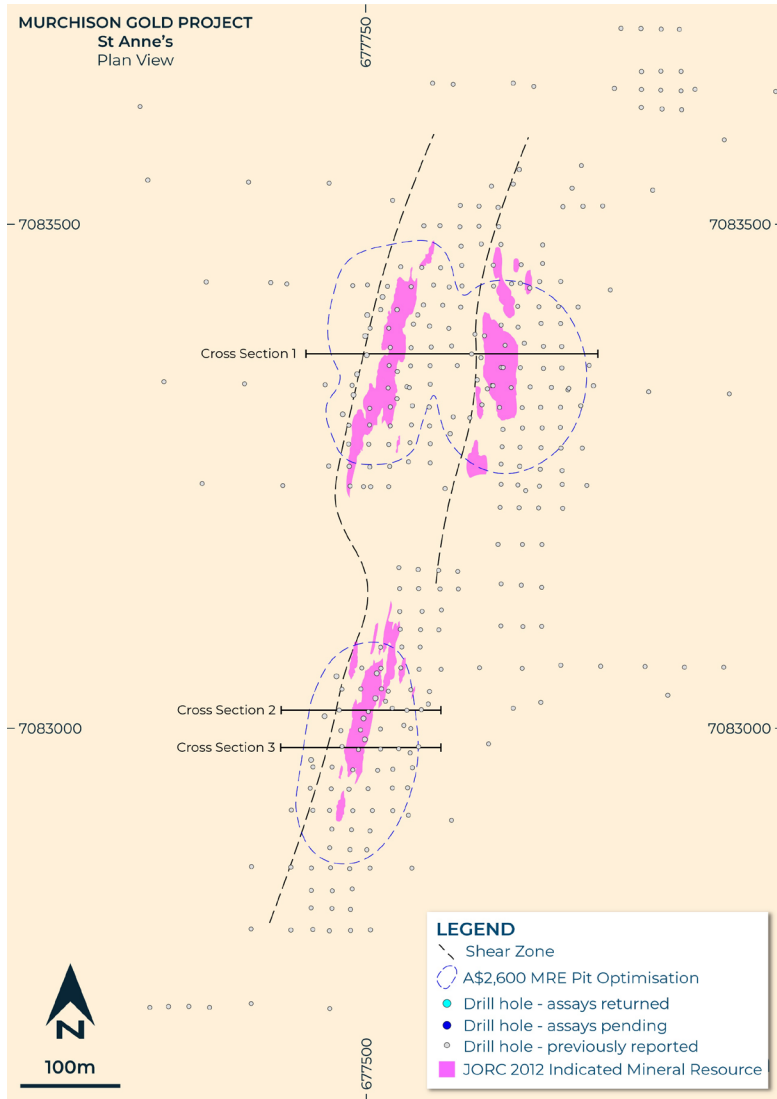 MURCHISON GOLD PROJECT
St Anne's
Plan View
677750
7083500
7083500
Cross Section 1
Cross Section 2
7083000
7083000
Cross Section 3
LEGEND
Shear Zone
A$2,600 MRE Pit Optimisation
Drill hole - assays returned
Drill hole - assays pending
Drill hole - previously reported
JORC 2012 Indicated Mineral Resource
N
100m
677500